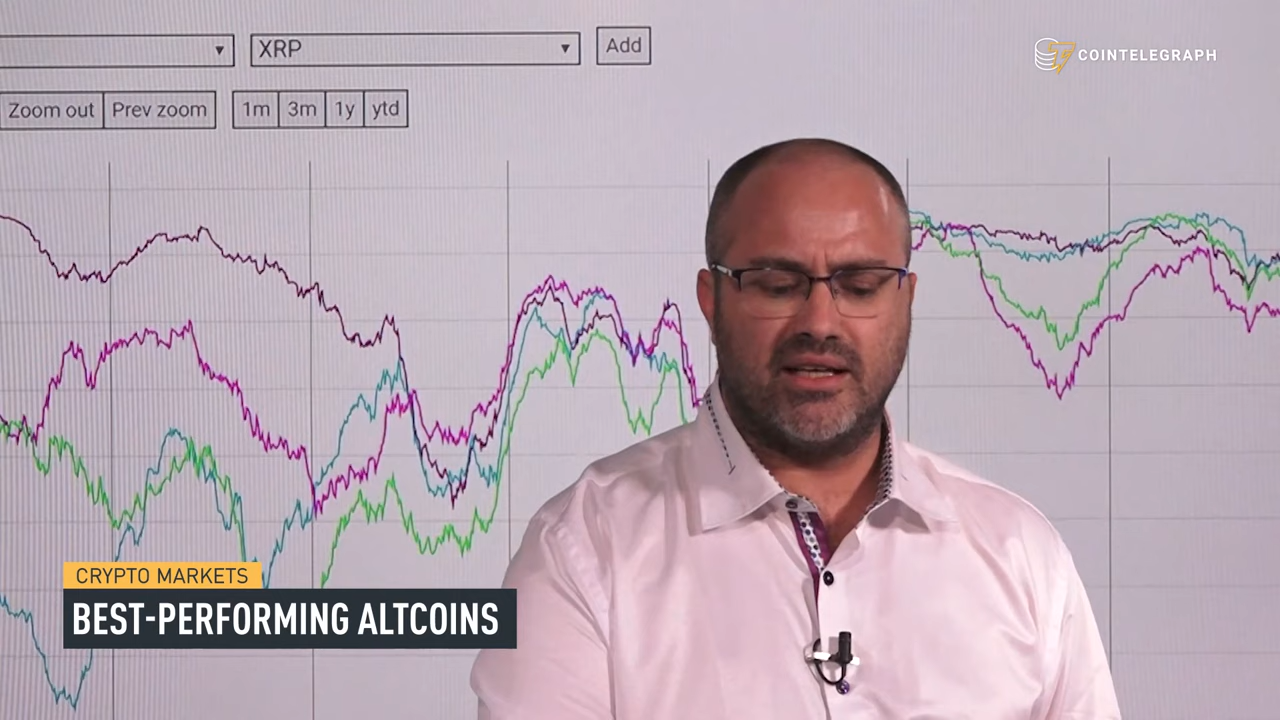 XRP
Add
COINTELEGRAPH
Zoom out
Prev zoom
1m
3m
1y
ytd
CRYPTO MARKETS
BEST-PERFORMING ALTCOINS